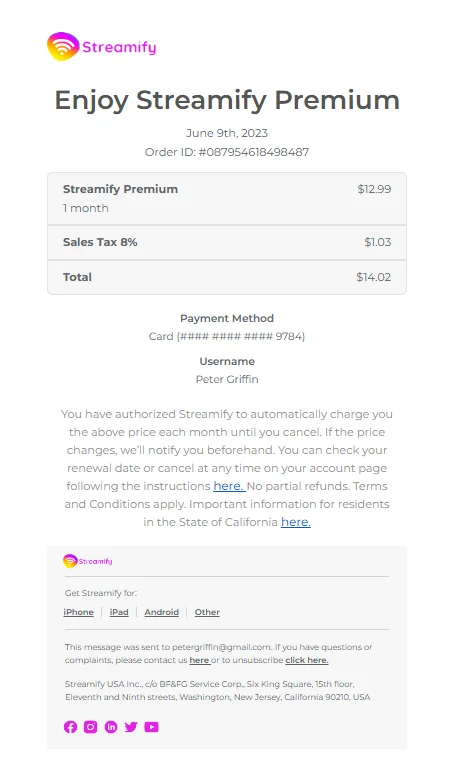 Streamify
Enjoy Streamify Premium
June 9th, 2023
Order ID: #087954618498487
Streamify Premium $12.99
1 month
Sales Tax 8% $1.03
Total $14.02
Payment Method
Card (#### #### #### 9784)
Username
Peter Griffin
You have authorized Streamify to automatically charge you
the above price each month until you cancel. If the price
changes, we'll notify you beforehand. You can check your
renewal date or cancel at any time on your account page
following the instructions here. No partial refunds. Terms
and Conditions apply. Important information for residents
in the State of California here.
Streamify
Get Streamify for:
iPhone | iPad | Android | Other
This message was sent to petergriffin@gmail.com. If you have questions or
complaints, please contact us here or to unsubscribe click here.
Streamify USA Inc., c/o BF&FG Service Corp., Six King Square, 15th floor,
Eleventh and Ninth streets, Washington, New Jersey, California 90210, USA